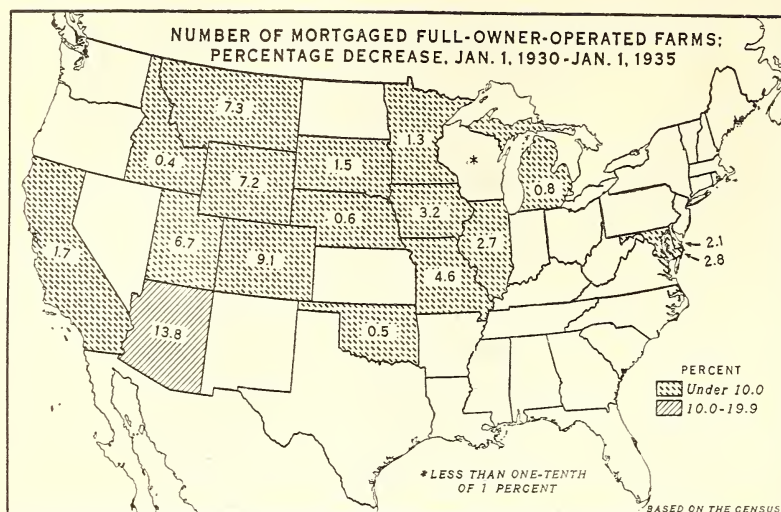 NUMBER OF MORTGAGED FULL-OWNER-OPERATED FARMS;
PERCENTAGE DECREASE, JAN. 1, 1930-JAN. 1, 1935
7.3
1.3
0.4
7.2
1.5
*
0.8
0.6
3.2
1.7
6.7
9.1
2.7
2.1
2.8
4.6
13.8
0.5
PERCENT
Under 10.0
10.0-19.9
* LESS THAN ONE-TENTH
OF 1 PERCENT
BASED ON THE CENSUS